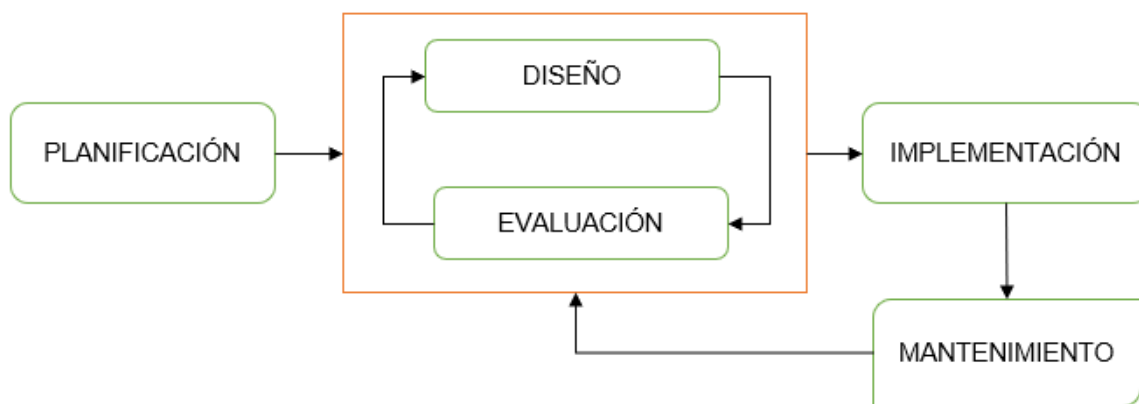 PLANIFICACIÓN
DISEÑO
EVALUACIÓN
IMPLEMENTACIÓN
MANTENIMIENTO